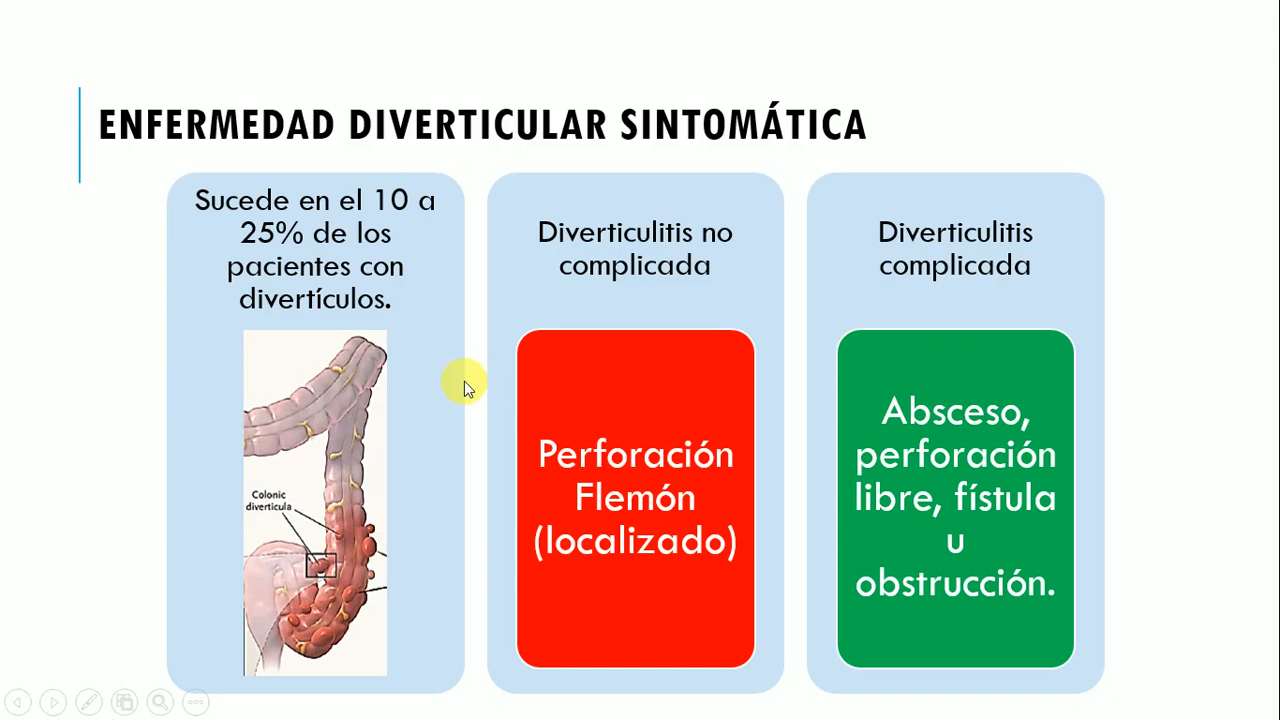 ENFERMEDAD DIVERTICULAR SINTOMÁTICA
Sucede en el 10 a
25% de los
pacientes con
divertículos.
Colonic
diverticula
Diverticulitis no
complicada
Perforación
Flemón
(localizado)
Diverticulitis
complicada
Absceso,
perforación
libre, fístula
u
obstrucción.